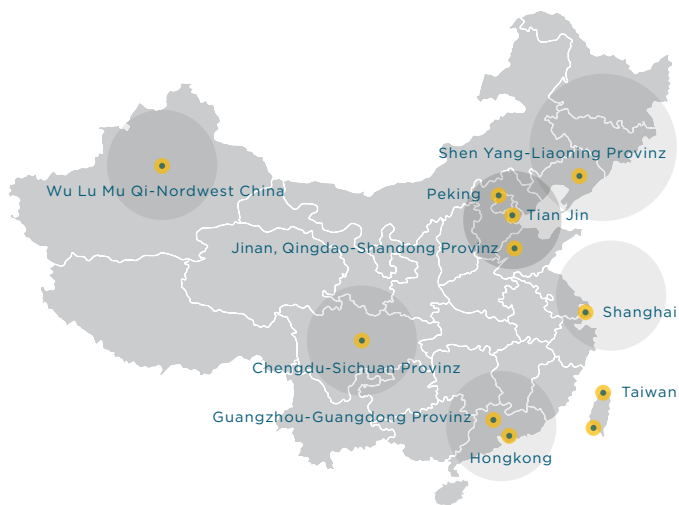 Shen Yang-Liaoning Provinz
Wu Lu Mu Qi-Nordwest China
Peking
Tian Jin
Jinan, Qingdao-Shandong Provinz
Shanghai
Chengdu-Sichuan Provinz
Taiwan
Guangzhou-Guangdong Provinz
Hongkong